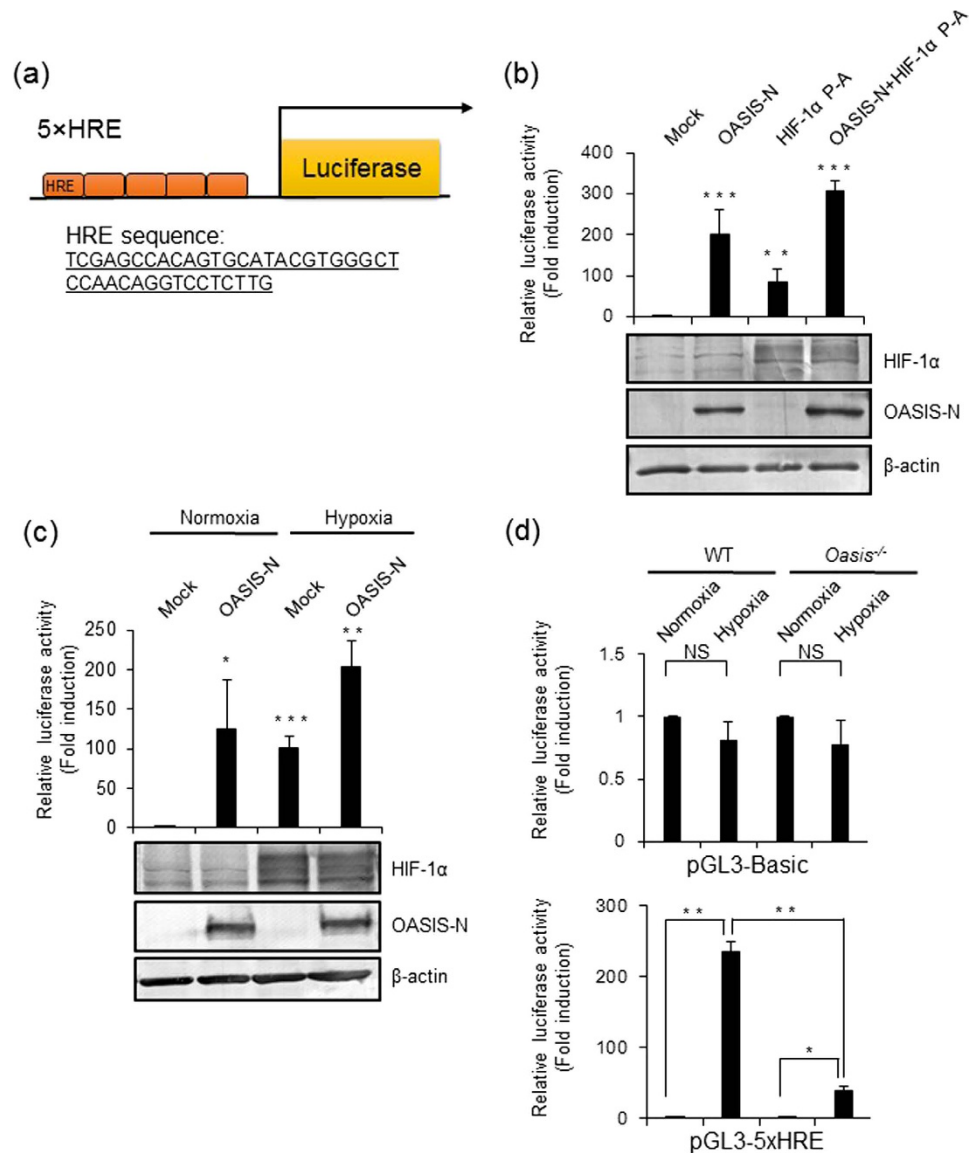 (a)
5×HRE
HRE
Luciferase
HRE sequence:
TCGAGCCACAGTGCATACGTGGGCT
CCAACAGGTCCTCTTG
(b)
Mock
OASIS-N
HIF-1α P-A
OASIS-N+HIF-1α P-A
Relative luciferase activity
(Fold induction)
400
300
200
100
0
***
**
***
HIF-1α
OASIS-N
β-actin
(c)
Normoxia
Hypoxia
Mock
OASIS-N
Mock
OASIS-N
Relative luciferase activity
(Fold induction)
250
200
150
100
50
0
*
***
**
HIF-1α
OASIS-N
β-actin
(d)
WT
Oasis-/-
Normoxia
Hypoxia
Normoxia
Hypoxia
Relative luciferase activity
(Fold induction)
1.5
1
0.5
0
NS
NS
pGL3-Basic
Relative luciferase activity
(Fold induction)
300
200
100
0
**
**
*
pGL3-5xHRE